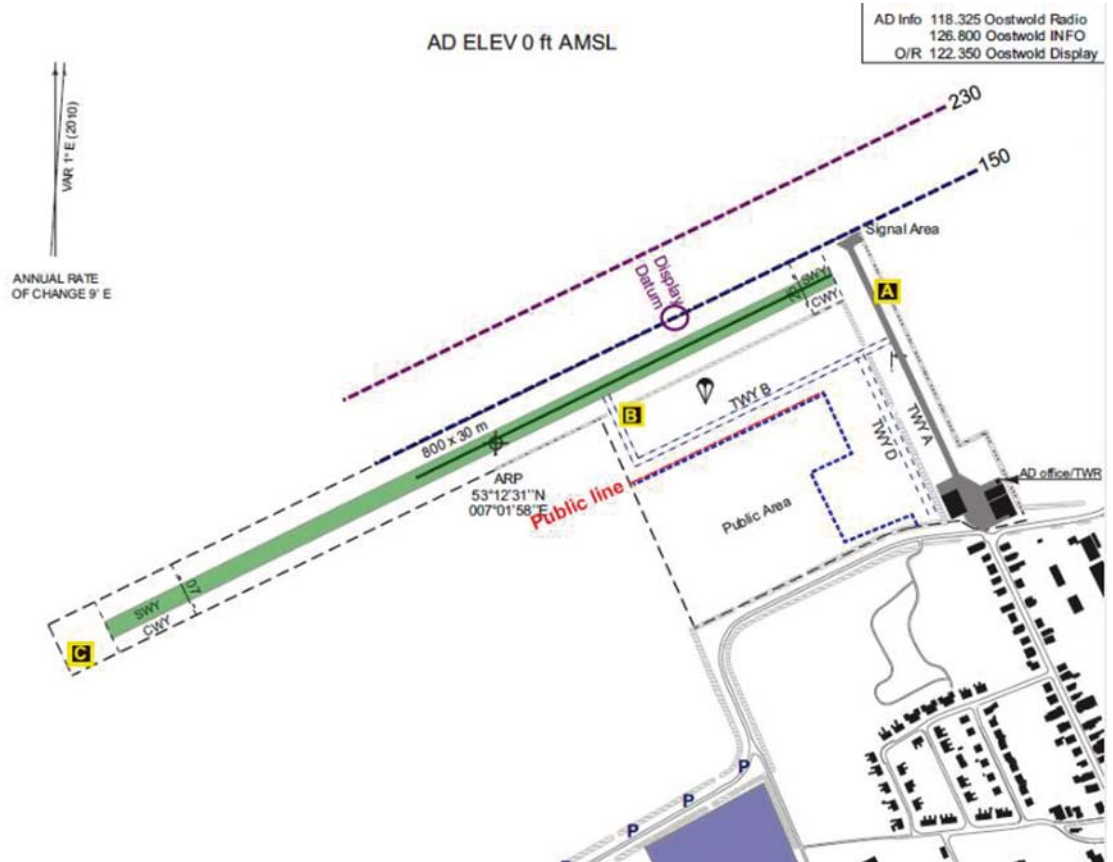 AD ELEV 0 ft AMSL
AD Info 118.325 Oostwold Radio
126.800 Oostwold INFO
O/R 122.350 Oostwold Display
VAR 1° E (2010)
ANNUAL RATE
OF CHANGE 9' E
230
150
Signal Area
Display
Datum
SWY
25
CWY
A
B
TWY B
TWY A
TWY D
800 x 30 m
ARP
53°12'31''N
007°01'58''E
Public line
Public Area
AD office/TWR
07
SWY
CWY
C
P
P
P